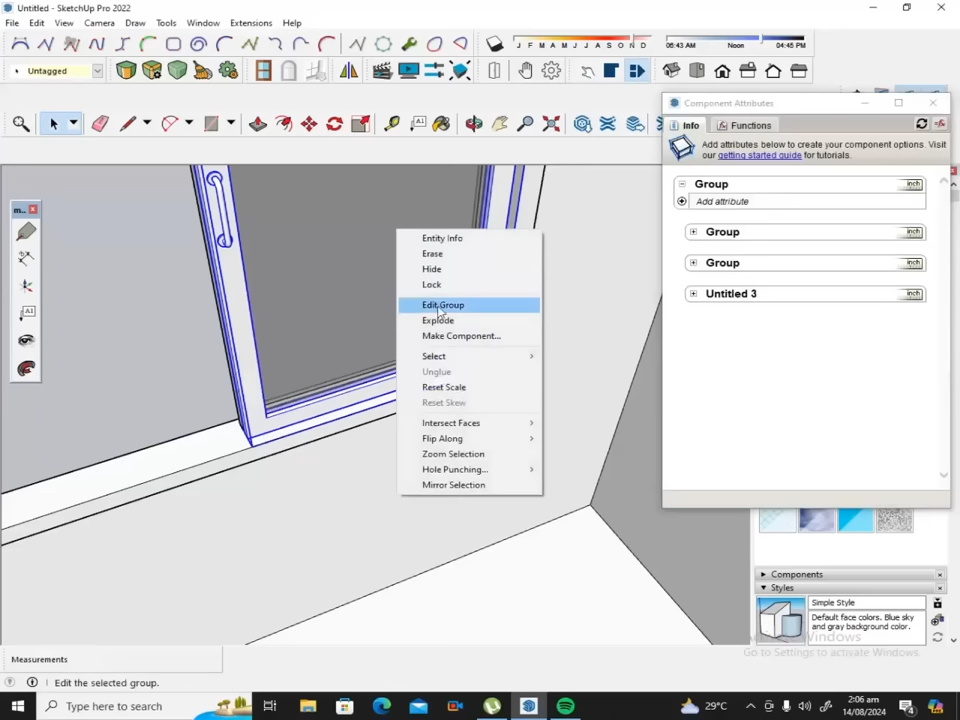 Untitled - SketchUp Pro 2022
File Edit View Camera Draw Tools Window Extensions Help
Untagged
J F M A M J J A S O N D
06:43 AM Noon 04:45 PM
Component Attributes
Info Functions
Add attributes below to create your component options. Visit
our getting started guide for tutorials.
Group inch
Add attribute
Group inch
Group inch
Untitled 3 inch
m...
A1
A1
Entity Info
Erase
Hide
Lock
Edit Group
Explode
Make Component...
Select
Unglue
Reset Scale
Reset Skew
Intersect Faces
Flip Along
Zoom Selection
Hole Punching...
Mirror Selection
Components
Styles
Simple Style
Default face colors. Blue sky
and gray background color.
Activate Windows
Go to Settings to activate Windows.
Measurements
Edit the selected group.
Type here to search
29°C
2:06 am
14/08/2024
4